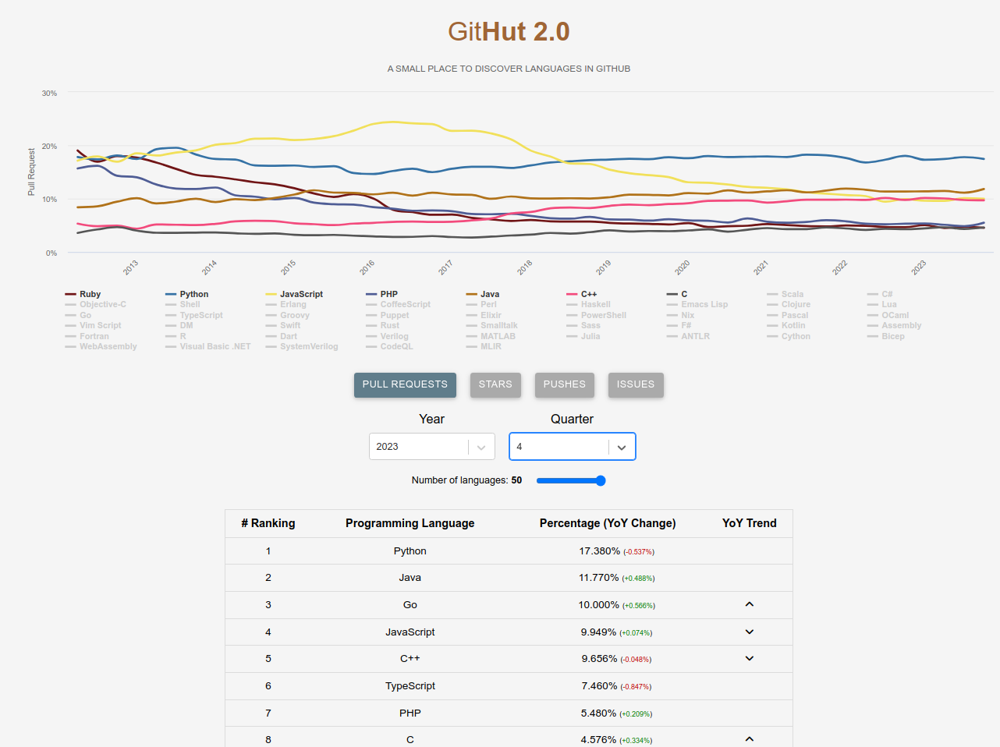 GitHut 2.0
A SMALL PLACE TO DISCOVER LANGUAGES IN GITHUB
30%
20%
10%
0%
Pull Request
2013 2014 2015 2016 2017 2018 2019 2020 2021 2022 2023
Ruby Python JavaScript PHP Java C++ C Scala C#
Objective-C Shell Erlang CoffeeScript Perl Haskell Emacs Lisp Clojure Lua
Go TypeScript Groovy Puppet Elixir PowerShell Nix Pascal OCaml
Vim Script DM Swift Rust Smalltalk Sass F# Kotlin Assembly
Fortran R Dart Verilog MATLAB Julia ANTLR Cython Bicep
WebAssembly Visual Basic .NET SystemVerilog CodeQL MLIR
PULL REQUESTS STARS PUSHES ISSUES
Year Quarter
2023 4
Number of languages: 50
# Ranking Programming Language Percentage (YoY Change) YoY Trend
1 Python 17.380% (-0.537%)
2 Java 11.770% (+0.488%)
3 Go 10.000% (+0.566%)
4 JavaScript 9.949% (+0.074%)
5 C++ 9.656% (-0.048%)
6 TypeScript 7.460% (-0.847%)
7 PHP 5.480% (+0.209%)
8 C 4.576% (+0.334%)